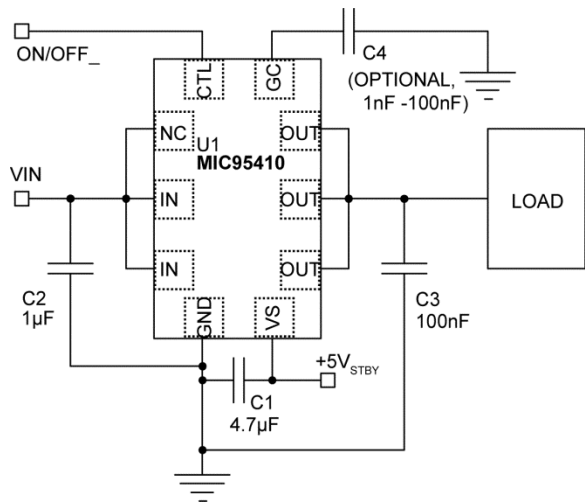 ON/OFF_
CTL
GC
C4
(OPTIONAL,
1nF -100nF)
NC
U1
OUT
MIC95410
VIN
IN
OUT
LOAD
IN
OUT
C2
1µF
GND
VS
C3
100nF
+5VSTBY
C1
4.7µF